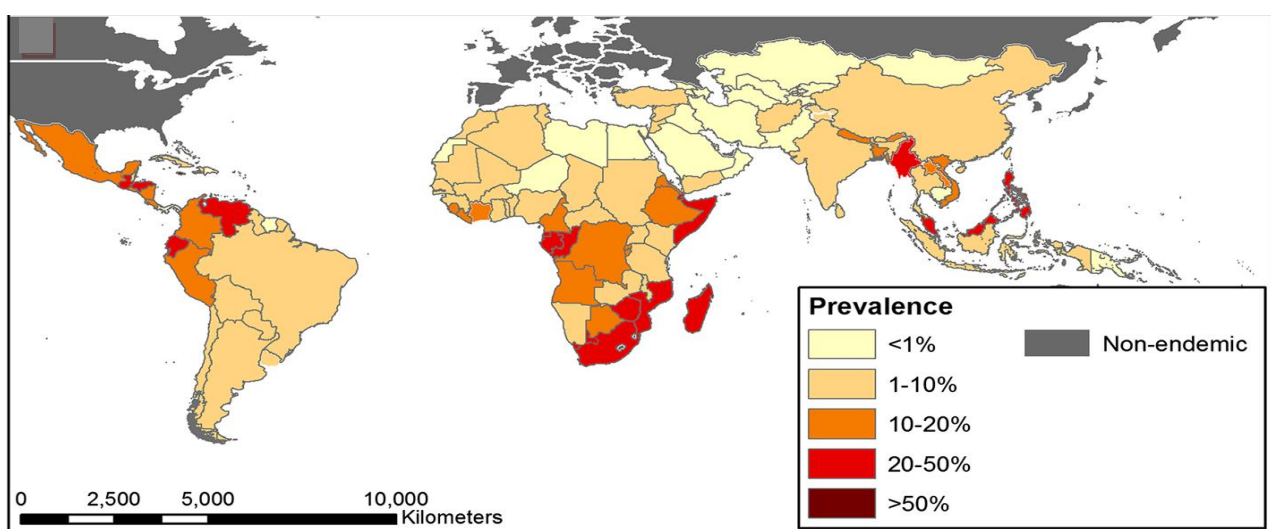 Prevalence
<1%
1-10%
10-20%
20-50%
>50%
Non-endemic
0 2,500 5,000 10,000
Kilometers